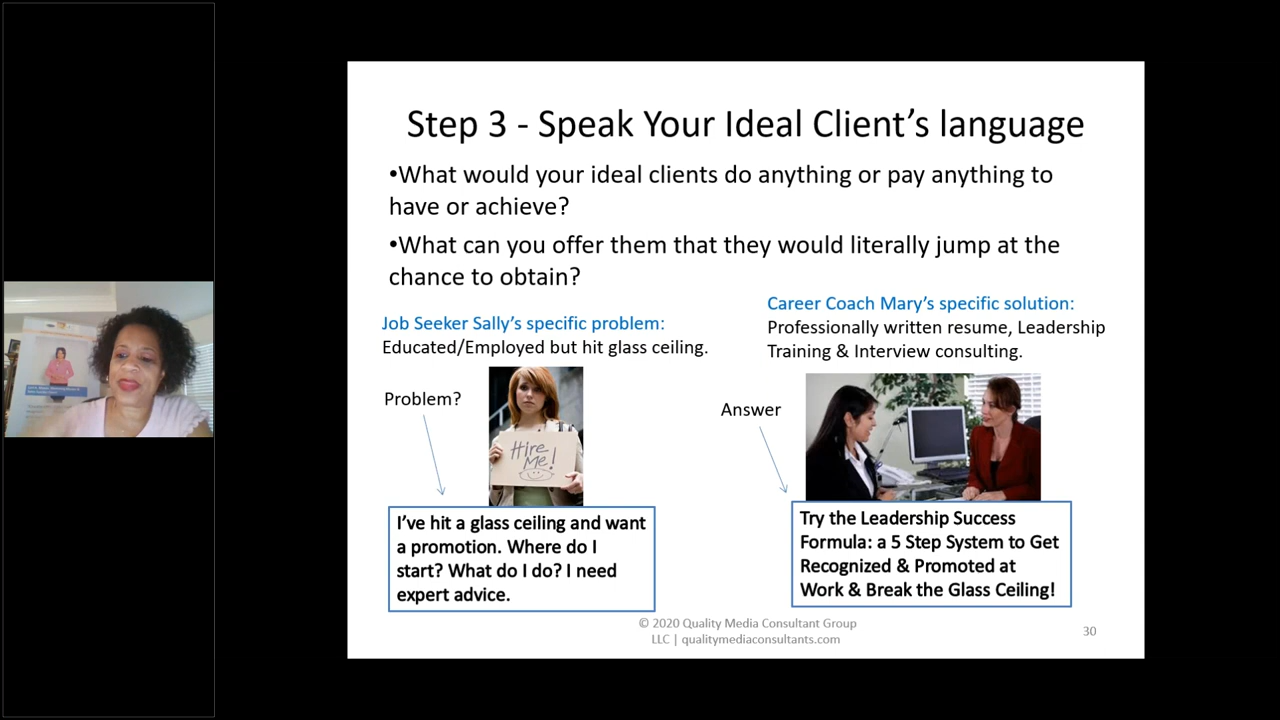 Step 3 - Speak Your Ideal Client's language
•What would your ideal clients do anything or pay anything to
have or achieve?
•What can you offer them that they would literally jump at the
chance to obtain?
Job Seeker Sally's specific problem:
Educated/Employed but hit glass ceiling.
Career Coach Mary's specific solution:
Professionally written resume, Leadership
Training & Interview consulting.
Problem?
Hire
Me!
Answer
I've hit a glass ceiling and want
a promotion. Where do I
start? What do I do? I need
expert advice.
Try the Leadership Success
Formula: a 5 Step System to Get
Recognized & Promoted at
Work & Break the Glass Ceiling!
© 2020 Quality Media Consultant Group
LLC | qualitymediaconsultants.com
30